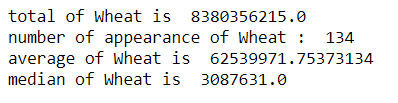 total of Wheat is  8380356215.0
number of appearance of Wheat :  134
average of Wheat is  62539971.75373134
median of Wheat is  3087631.0